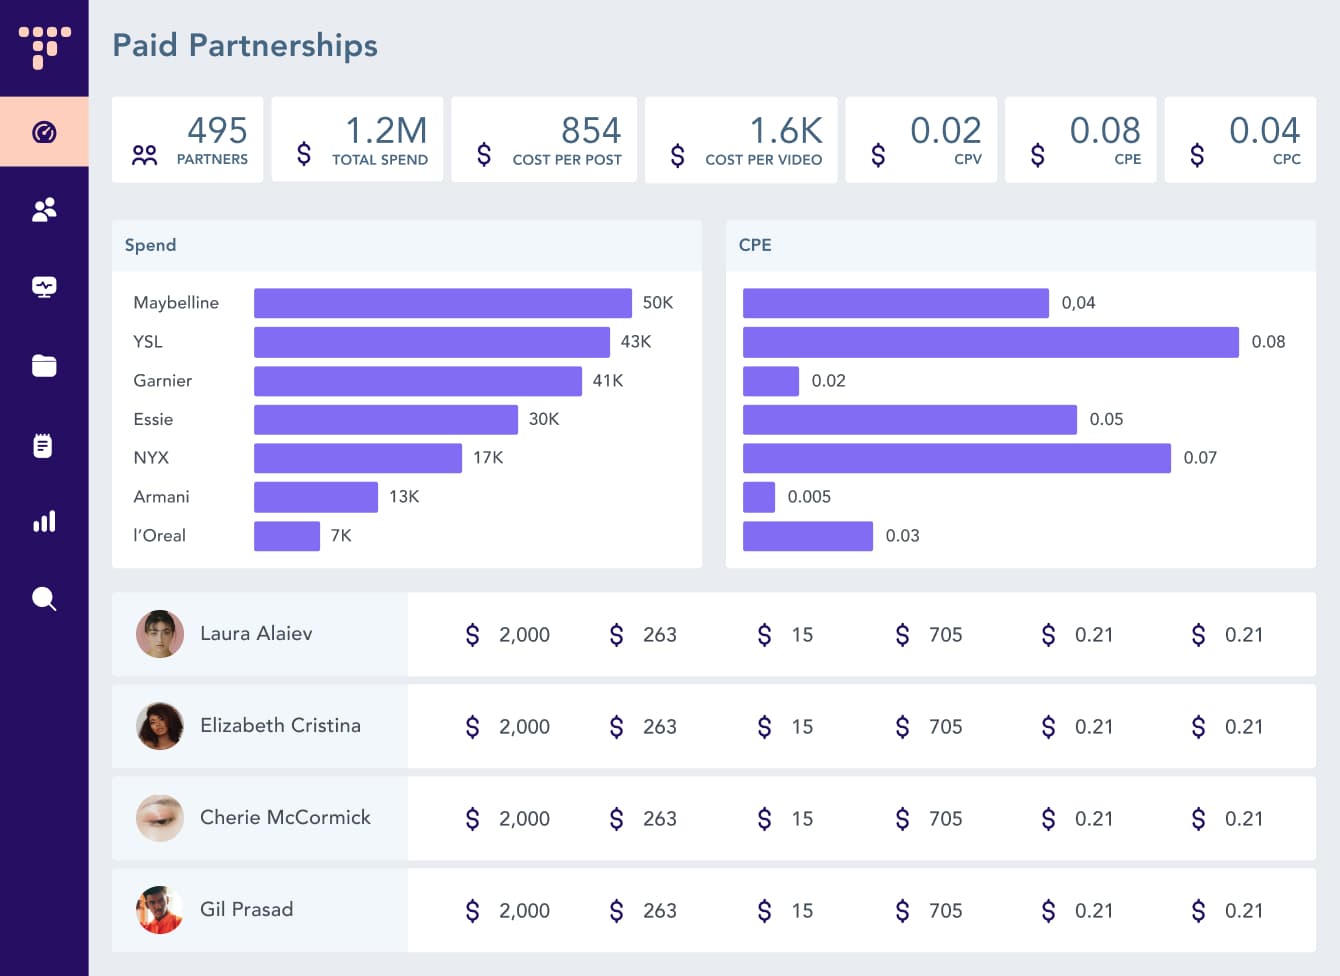 Paid Partnerships
495
PARTNERS
$ 1.2M
TOTAL SPEND
$ 854
COST PER POST
$ 1.6K
COST PER VIDEO
$ 0.02
CPV
$ 0.08
CPE
$ 0.04
CPC
Spend
Maybelline 50K
YSL 43K
Garnier 41K
Essie 30K
NYX 17K
Armani 13K
l’Oreal 7K
CPE
0,04
0.08
0.02
0.05
0.07
0.005
0.03
Laura Alaiev $ 2,000 $ 263 $ 15 $ 705 $ 0.21 $ 0.21
Elizabeth Cristina $ 2,000 $ 263 $ 15 $ 705 $ 0.21 $ 0.21
Cherie McCormick $ 2,000 $ 263 $ 15 $ 705 $ 0.21 $ 0.21
Gil Prasad $ 2,000 $ 263 $ 15 $ 705 $ 0.21 $ 0.21